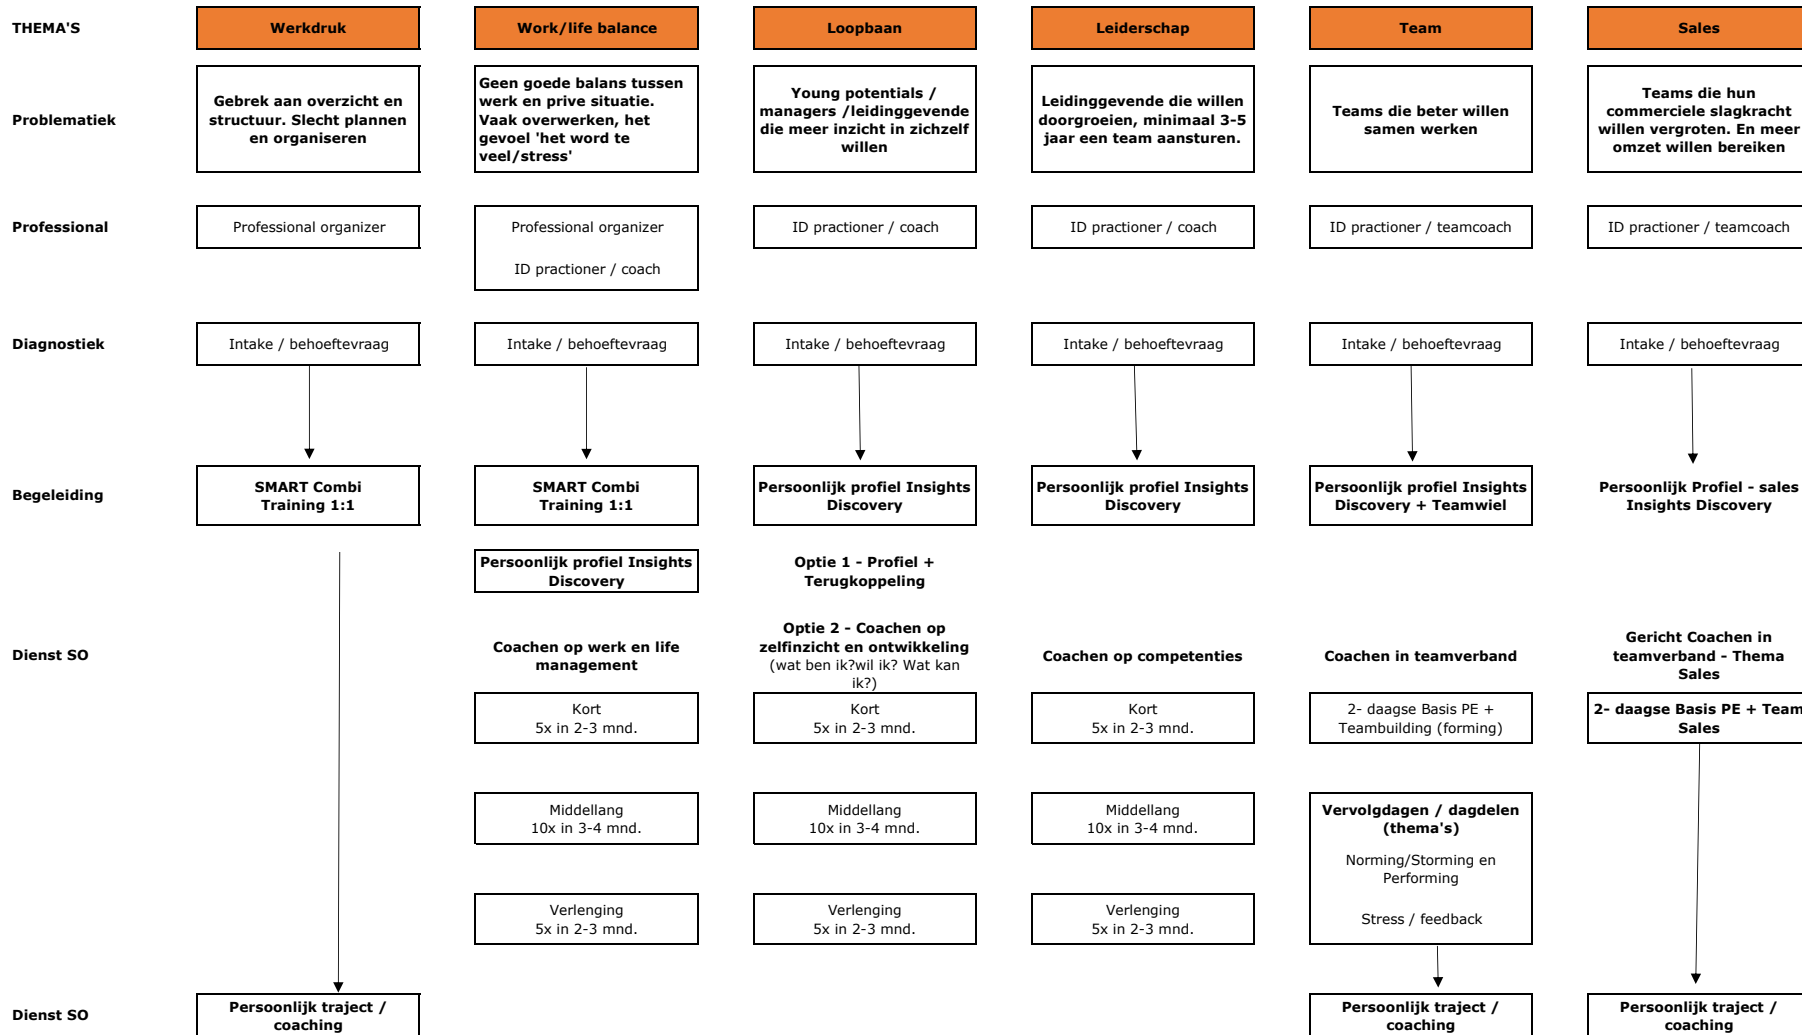 THEMA'S
Werkdruk
Work/life balance
Loopbaan
Leiderschap
Team
Sales
Problematiek
Gebrek aan overzicht en
structuur. Slecht plannen
en organiseren
Geen goede balans tussen
werk en prive situatie.
Vaak overwerken, het
gevoel 'het word te
veel/stress'
Young potentials /
managers /leidinggevende
die meer inzicht in zichzelf
willen
Leidinggevende die willen
doorgroeien, minimaal 3-5
jaar een team aansturen.
Teams die beter willen
samen werken
Teams die hun
commerciele slagkracht
willen vergroten. En meer
omzet willen bereiken
Professional
Professional organizer
Professional organizer
ID practioner / coach
ID practioner / coach
ID practioner / coach
ID practioner / teamcoach
ID practioner / teamcoach
Diagnostiek
Intake / behoeftevraag
Intake / behoeftevraag
Intake / behoeftevraag
Intake / behoeftevraag
Intake / behoeftevraag
Intake / behoeftevraag
Begeleiding
SMART Combi
Training 1:1
SMART Combi
Training 1:1
Persoonlijk profiel Insights
Discovery
Persoonlijk profiel Insights
Discovery
Persoonlijk profiel Insights
Discovery + Teamwiel
Persoonlijk Profiel - sales
Insights Discovery
Persoonlijk profiel Insights
Discovery
Optie 1 - Profiel +
Terugkoppeling
Dienst SO
Coachen op werk en life
management
Optie 2 - Coachen op
zelfinzicht en ontwikkeling
(wat ben ik?wil ik? Wat kan
ik?)
Coachen op competenties
Coachen in teamverband
Gericht Coachen in
teamverband - Thema
Sales
Kort
5x in 2-3 mnd.
Kort
5x in 2-3 mnd.
Kort
5x in 2-3 mnd.
2- daagse Basis PE +
Teambuilding (forming)
2- daagse Basis PE + Team
Sales
Middellang
10x in 3-4 mnd.
Middellang
10x in 3-4 mnd.
Middellang
10x in 3-4 mnd.
Vervolgdagen / dagdelen
(thema's)
Norming/Storming en
Performing
Stress / feedback
Verlenging
5x in 2-3 mnd.
Verlenging
5x in 2-3 mnd.
Verlenging
5x in 2-3 mnd.
Dienst SO
Persoonlijk traject /
coaching
Persoonlijk traject /
coaching
Persoonlijk traject /
coaching